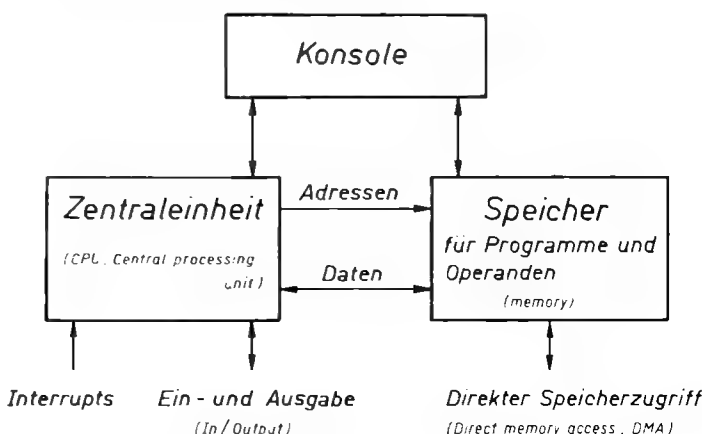 Konsole
Zentraleinheit
(CPU, Central processing
unit)
Adressen
Daten
Speicher
für Programme und
Operanden
(memory)
Interrupts
Ein- und Ausgabe
(In/Output)
Direkter Speicherzugriff
(Direct memory access, DMA)